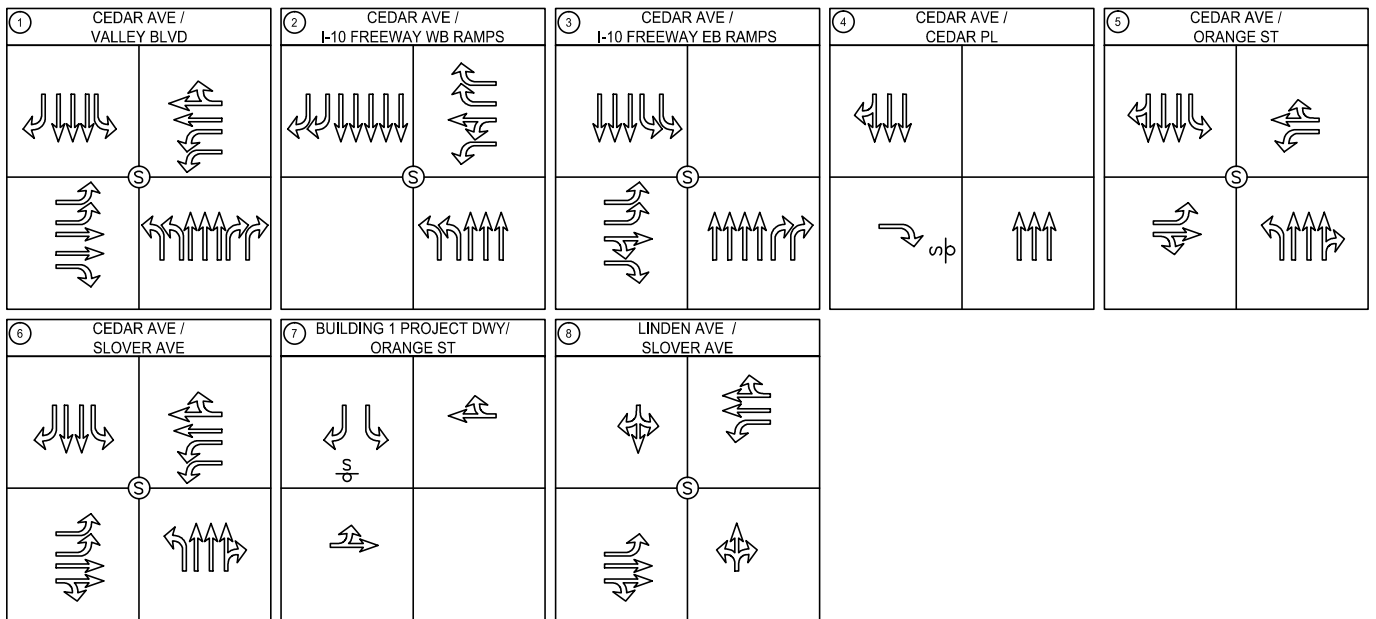 1
CEDAR AVE /
VALLEY BLVD
S
2
CEDAR AVE /
I-10 FREEWAY WB RAMPS
S
3
CEDAR AVE /
I-10 FREEWAY EB RAMPS
S
4
CEDAR AVE /
CEDAR PL
S
5
CEDAR AVE /
ORANGE ST
S
6
CEDAR AVE /
SLOVER AVE
S
7
BUILDING 1 PROJECT DWY/
ORANGE ST
S
8
LINDEN AVE /
SLOVER AVE
S